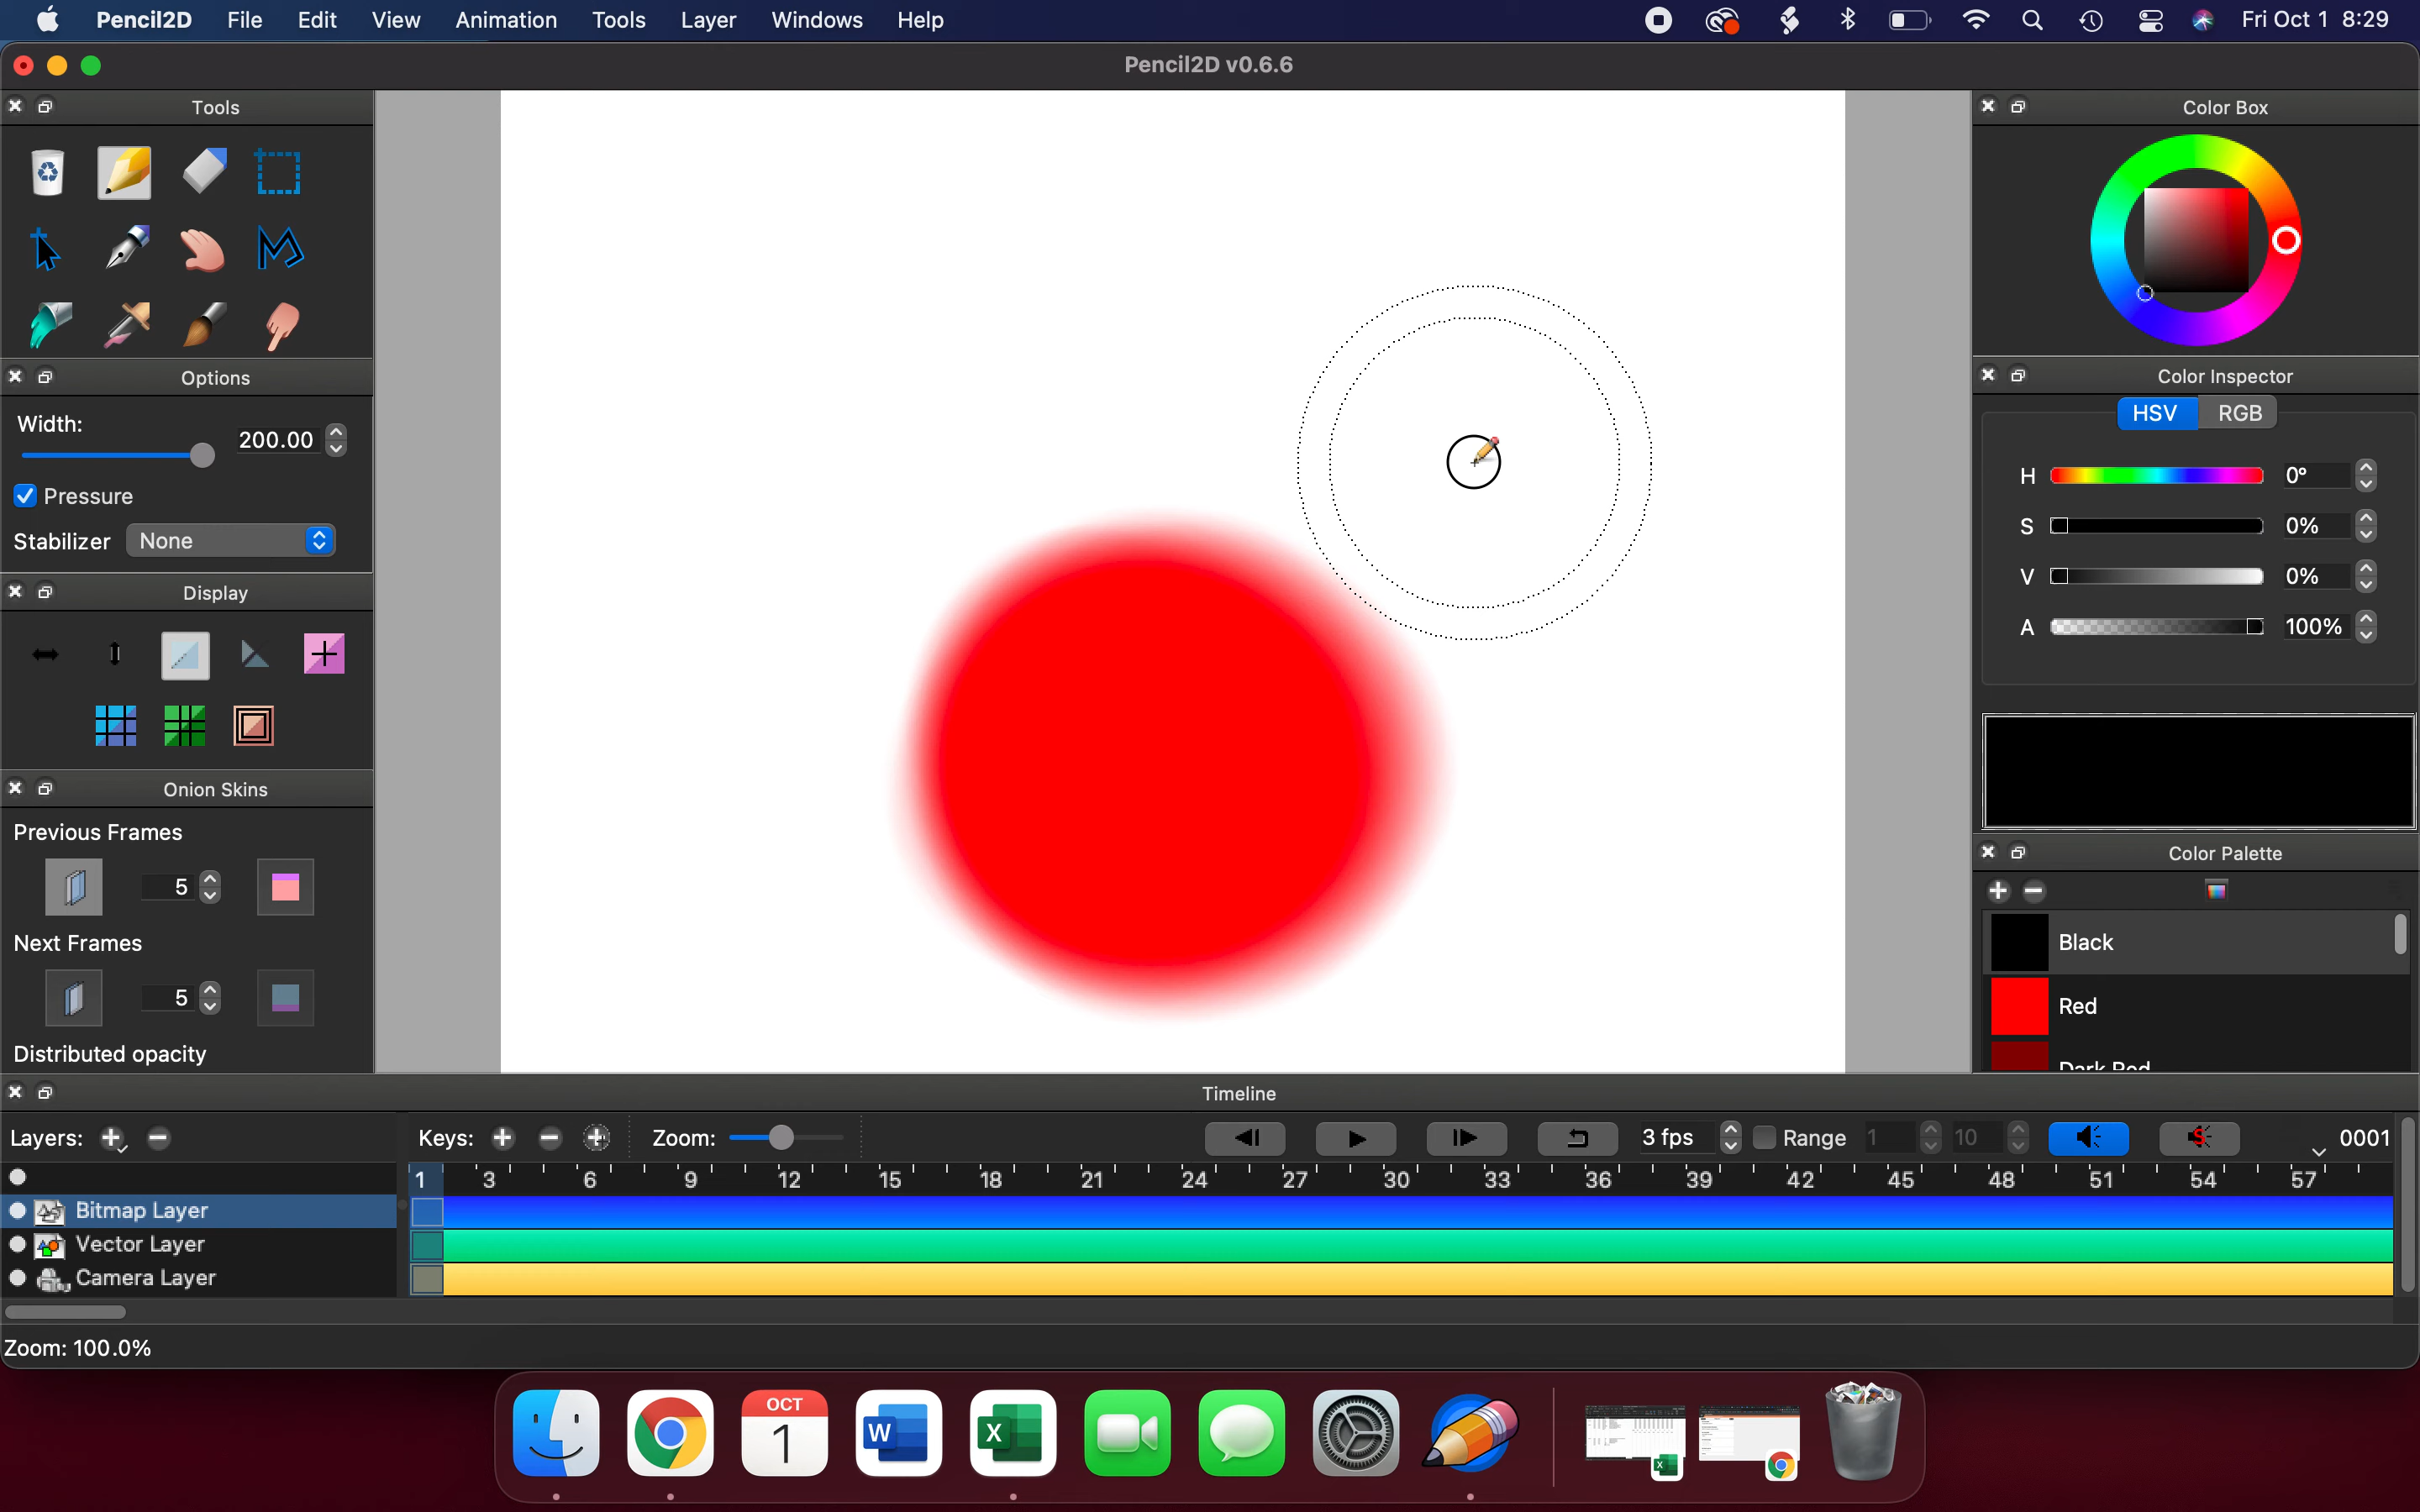 Pencil2D File Edit View Animation Tools Layer Windows Help Fri Oct 1 8:29
Pencil2D v0.6.6
Tools
Color Box
Options
Width:
200.00
Pressure
Stabilizer None
Color Inspector
HSV RGB
H 0°
S 0%
V 0%
A 100%
Display
Onion Skins
Previous Frames
5
Next Frames
5
Distributed opacity
Color Palette
Black
Red
Dark Red
Timeline
Layers: Keys: Zoom: 3 fps Range 1 10 0001
1 3 6 9 12 15 18 21 24 27 30 33 36 39 42 45 48 51 54 57
Bitmap Layer
Vector Layer
Camera Layer
Zoom: 100.0%
OCT
1
W
X
X